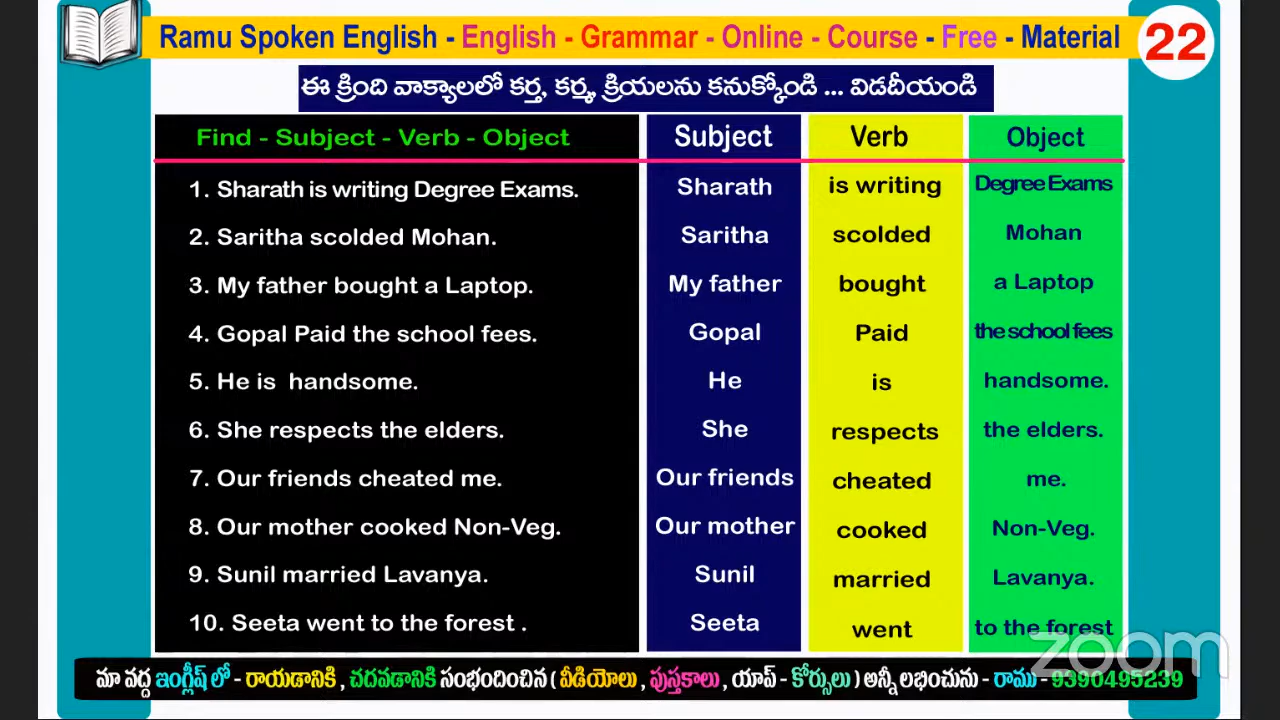 Ramu Spoken English - English - Grammar - Online - Course - Free - Material 22
ఈ క్రింది వాక్యాలలో కర్త, కర్మ, క్రియలను కనుక్కోండి ... విడదీయండి
Find - Subject - Verb - Object Subject Verb Object
1. Sharath is writing Degree Exams. Sharath is writing Degree Exams
2. Saritha scolded Mohan. Saritha scolded Mohan
3. My father bought a Laptop. My father bought a Laptop
4. Gopal Paid the school fees. Gopal Paid the school fees
5. He is handsome. He is handsome.
6. She respects the elders. She respects the elders.
7. Our friends cheated me. Our friends cheated me.
8. Our mother cooked Non-Veg. Our mother cooked Non-Veg.
9. Sunil married Lavanya. Sunil married Lavanya.
10. Seeta went to the forest . Seeta went to the forest
zoom
మా వద్ద ఇంగ్లీష్ లో - రాయడానికి , చదవడానికి సంభందించిన ( వీడియోలు , పుస్తకాలు , యాప్ - కోర్సులు ) అన్నీ లభించును - రాము - 9390495239